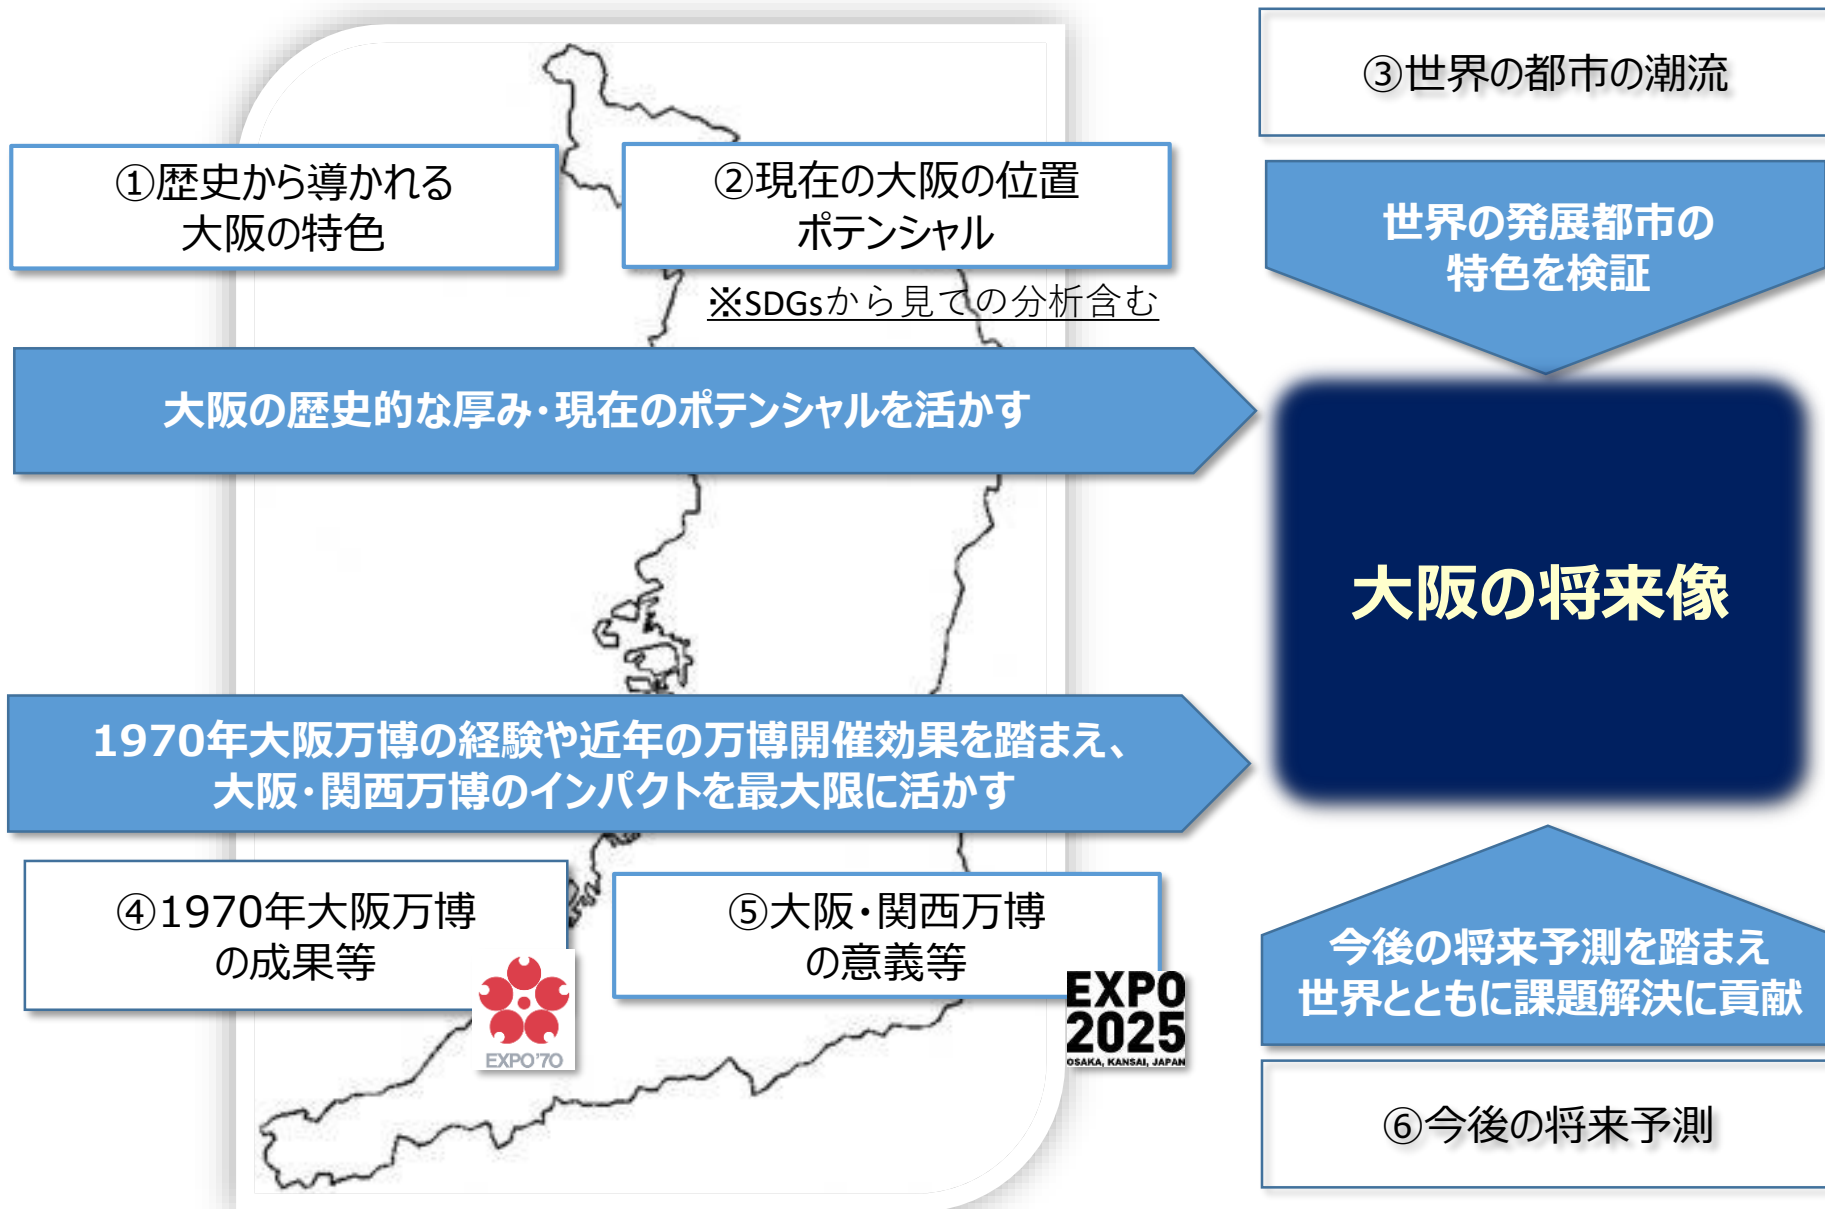 ①歴史から導かれる
大阪の特色
②現在の大阪の位置
ポテンシャル
※SDGsから見ての分析含む
③世界の都市の潮流
世界の発展都市の
特色を検証
大阪の歴史的な厚み・現在のポテンシャルを活かす
大阪の将来像
1970年大阪万博の経験や近年の万博開催効果を踏まえ、
大阪・関西万博のインパクトを最大限に活かす
④1970年大阪万博
の成果等
EXPO'70
⑤大阪・関西万博
の意義等
EXPO
2025
OSAKA, KANSAI, JAPAN
今後の将来予測を踏まえ
世界とともに課題解決に貢献
⑥今後の将来予測